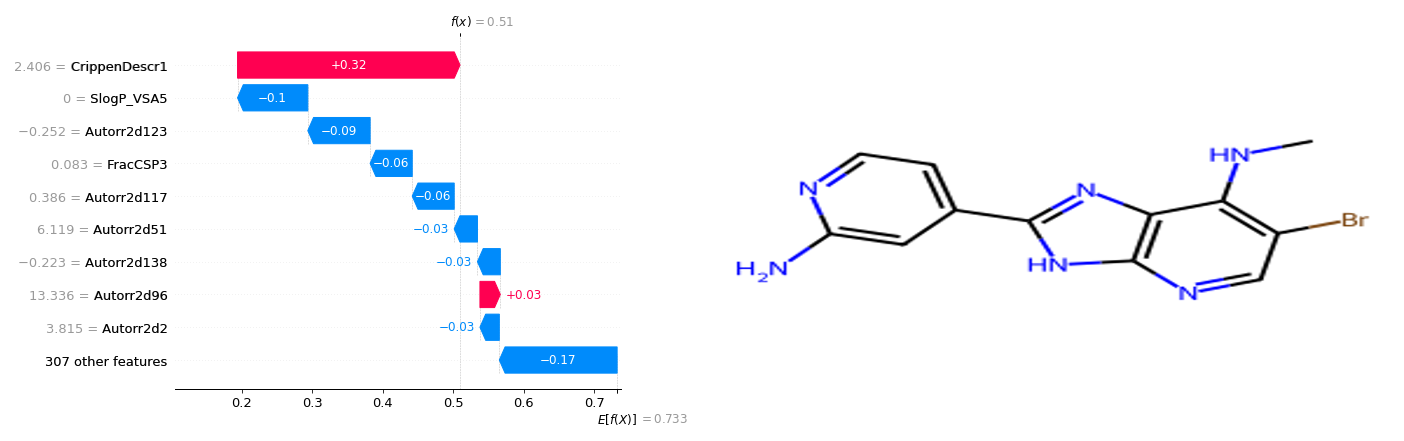 f(x) = 0.51
2.406 = CrippenDescr1 +0.32
0 = SlogP_VSA5 −0.1
−0.252 = Autorr2d123 −0.09
0.083 = FracCSP3 −0.06
0.386 = Autorr2d117 −0.06
6.119 = Autorr2d51 −0.03
−0.223 = Autorr2d138 −0.03
13.336 = Autorr2d96 +0.03
3.815 = Autorr2d2 −0.03
307 other features −0.17
0.2 0.3 0.4 0.5 0.6 0.7
E[f(X)] = 0.733
HN
N
N
Br
H₂N
HN
N